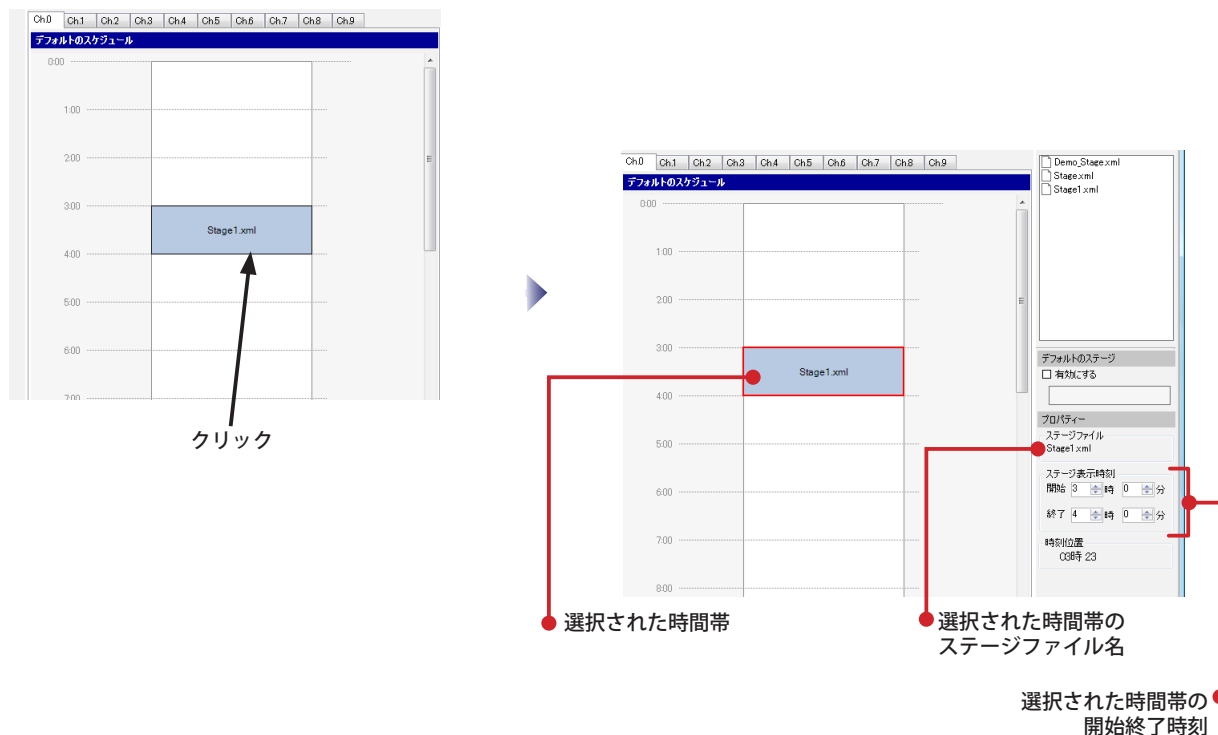 Ch.0 Ch.1 Ch.2 Ch.3 Ch.4 Ch.5 Ch.6 Ch.7 Ch.8 Ch.9
デフォルトのスケジュール
0:00
1:00
2:00
3:00
Stage1.xml
4:00
5:00
6:00
7:00
クリック
Ch.0 Ch.1 Ch.2 Ch.3 Ch.4 Ch.5 Ch.6 Ch.7 Ch.8 Ch.9
デフォルトのスケジュール
0:00
1:00
2:00
3:00
Stage1.xml
4:00
5:00
6:00
7:00
8:00
Demo_Stage.xml
Stage.xml
Stage1.xml
デフォルトのステージ
有効にする
プロパティー
ステージファイル
Stage1.xml
ステージ表示時刻
開始 3 時 0 分
終了 4 時 0 分
時刻位置
03時 23
選択された時間帯
選択された時間帯の
ステージファイル名
選択された時間帯の
開始終了時刻